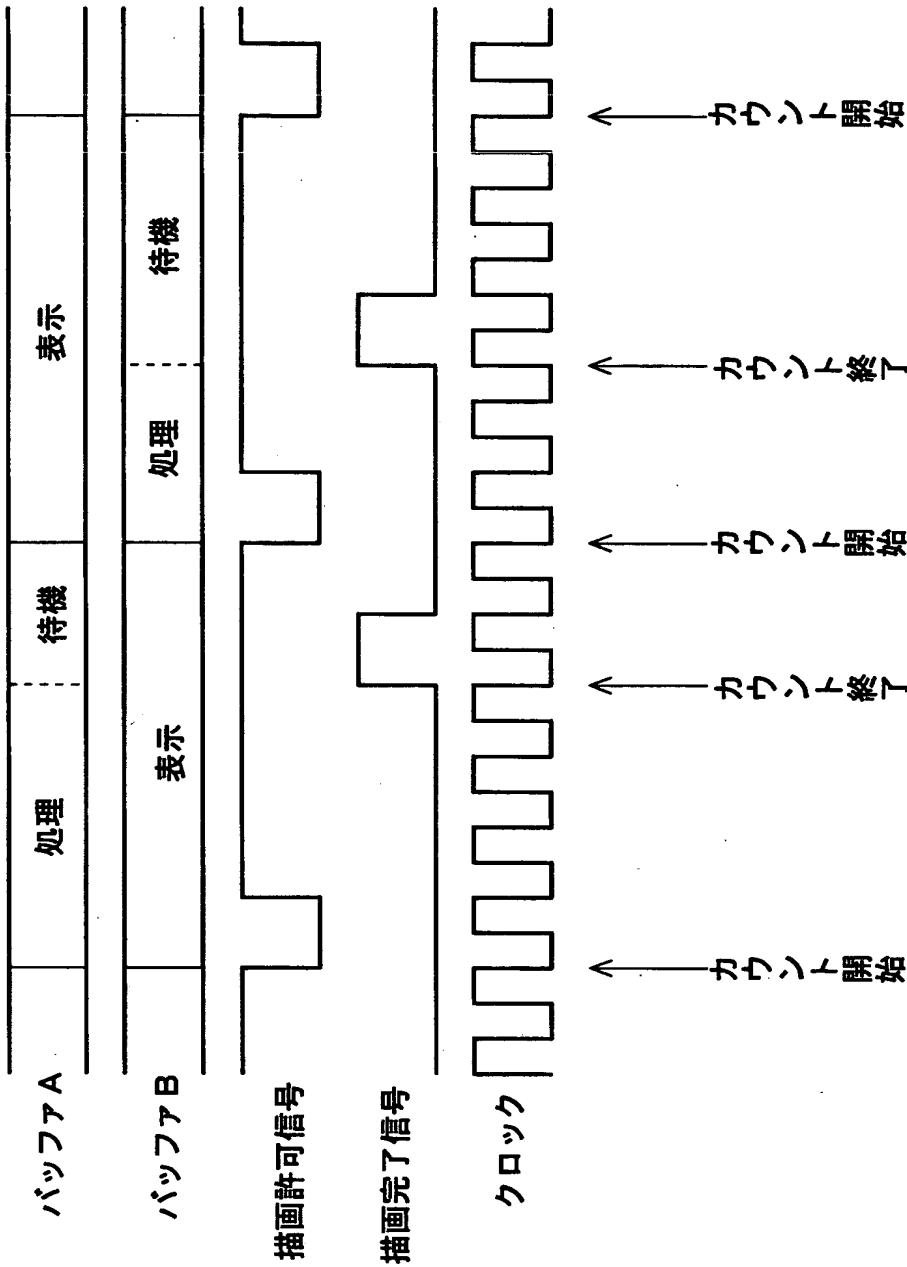 バッファA
処理
待機
表示
バッファB
表示
処理
待機
描画許可信号
描画完了信号
クロック
カウント開始
カウント終了
カウント開始
カウント終了
カウント開始